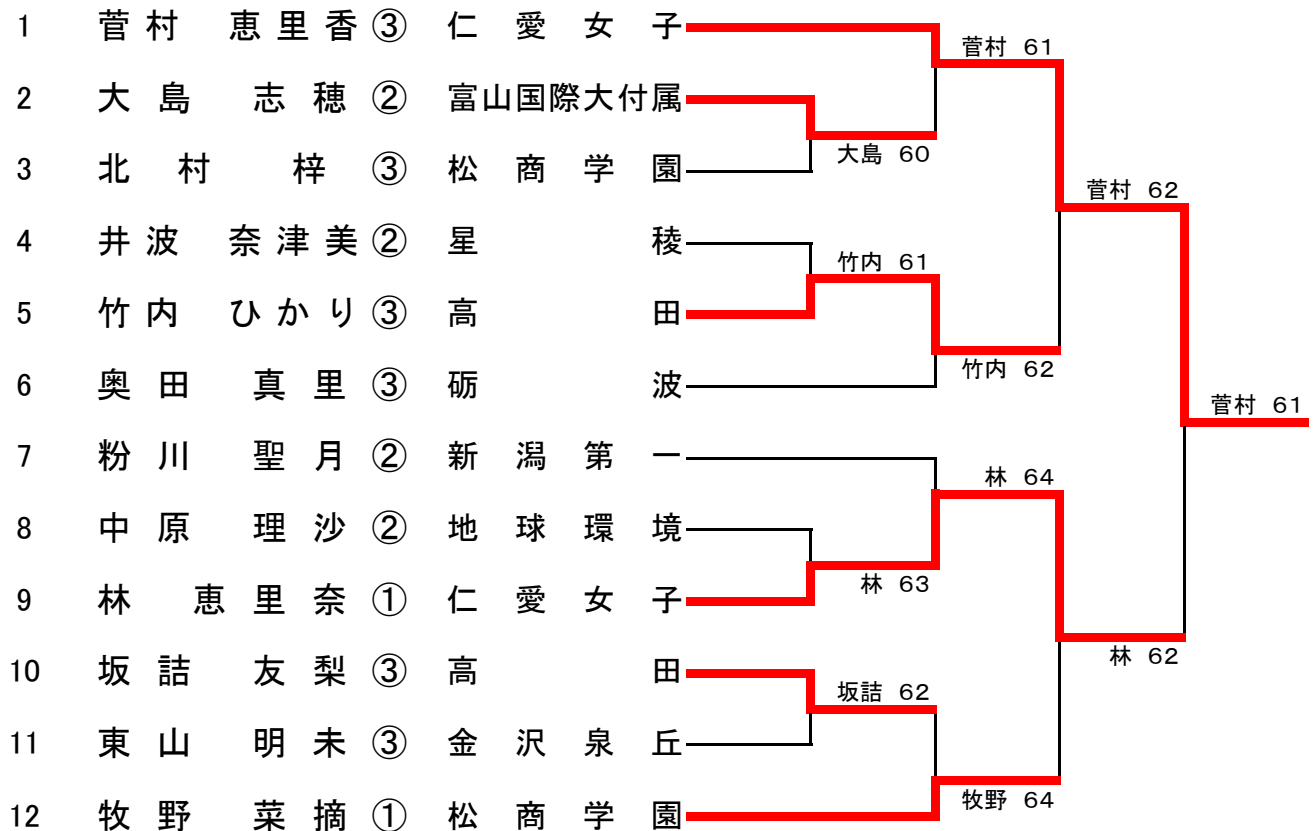 1 菅村 恵里香 ③ 仁愛女子
菅村 61
2 大島 志穂 ② 富山国際大付属
大島 60
3 北村 梓 ③ 松商学園
菅村 62
4 井波 奈津美 ② 星稜
竹内 61
5 竹内 ひかり ③ 高田
竹内 62
6 奥田 真里 ③ 砺波
菅村 61
7 粉川 聖月 ② 新潟第一
林 64
8 中原 理沙 ② 地球環境
林 63
9 林 恵里奈 ① 仁愛女子
林 62
10 坂詰 友梨 ③ 高田
坂詰 62
11 東山 明未 ③ 金沢泉丘
牧野 64
12 牧野 菜摘 ① 松商学園